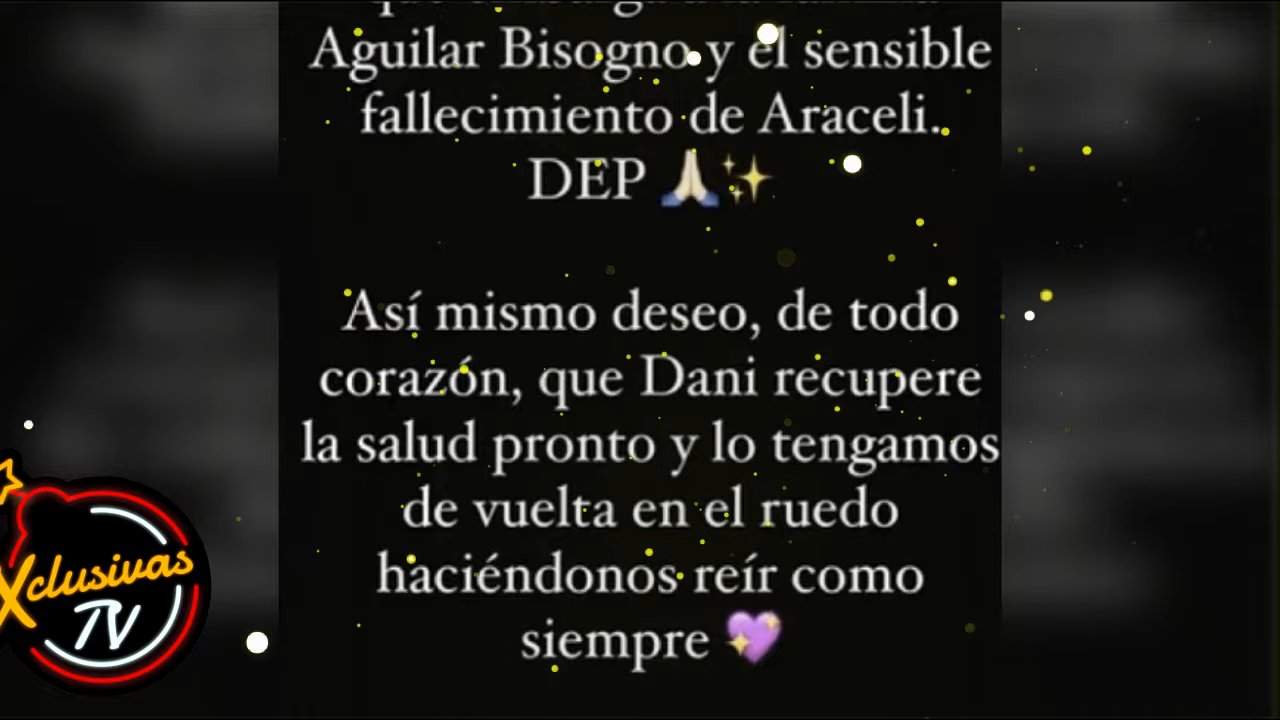 Aguilar Bisogno y el sensible
fallecimiento de Araceli.
DEP 🙏🏻✨
Así mismo deseo, de todo
corazón, que Dani recupere
la salud pronto y lo tengamos
de vuelta en el ruedo
haciéndonos reír como
siempre 💖
Xclusivas
TV